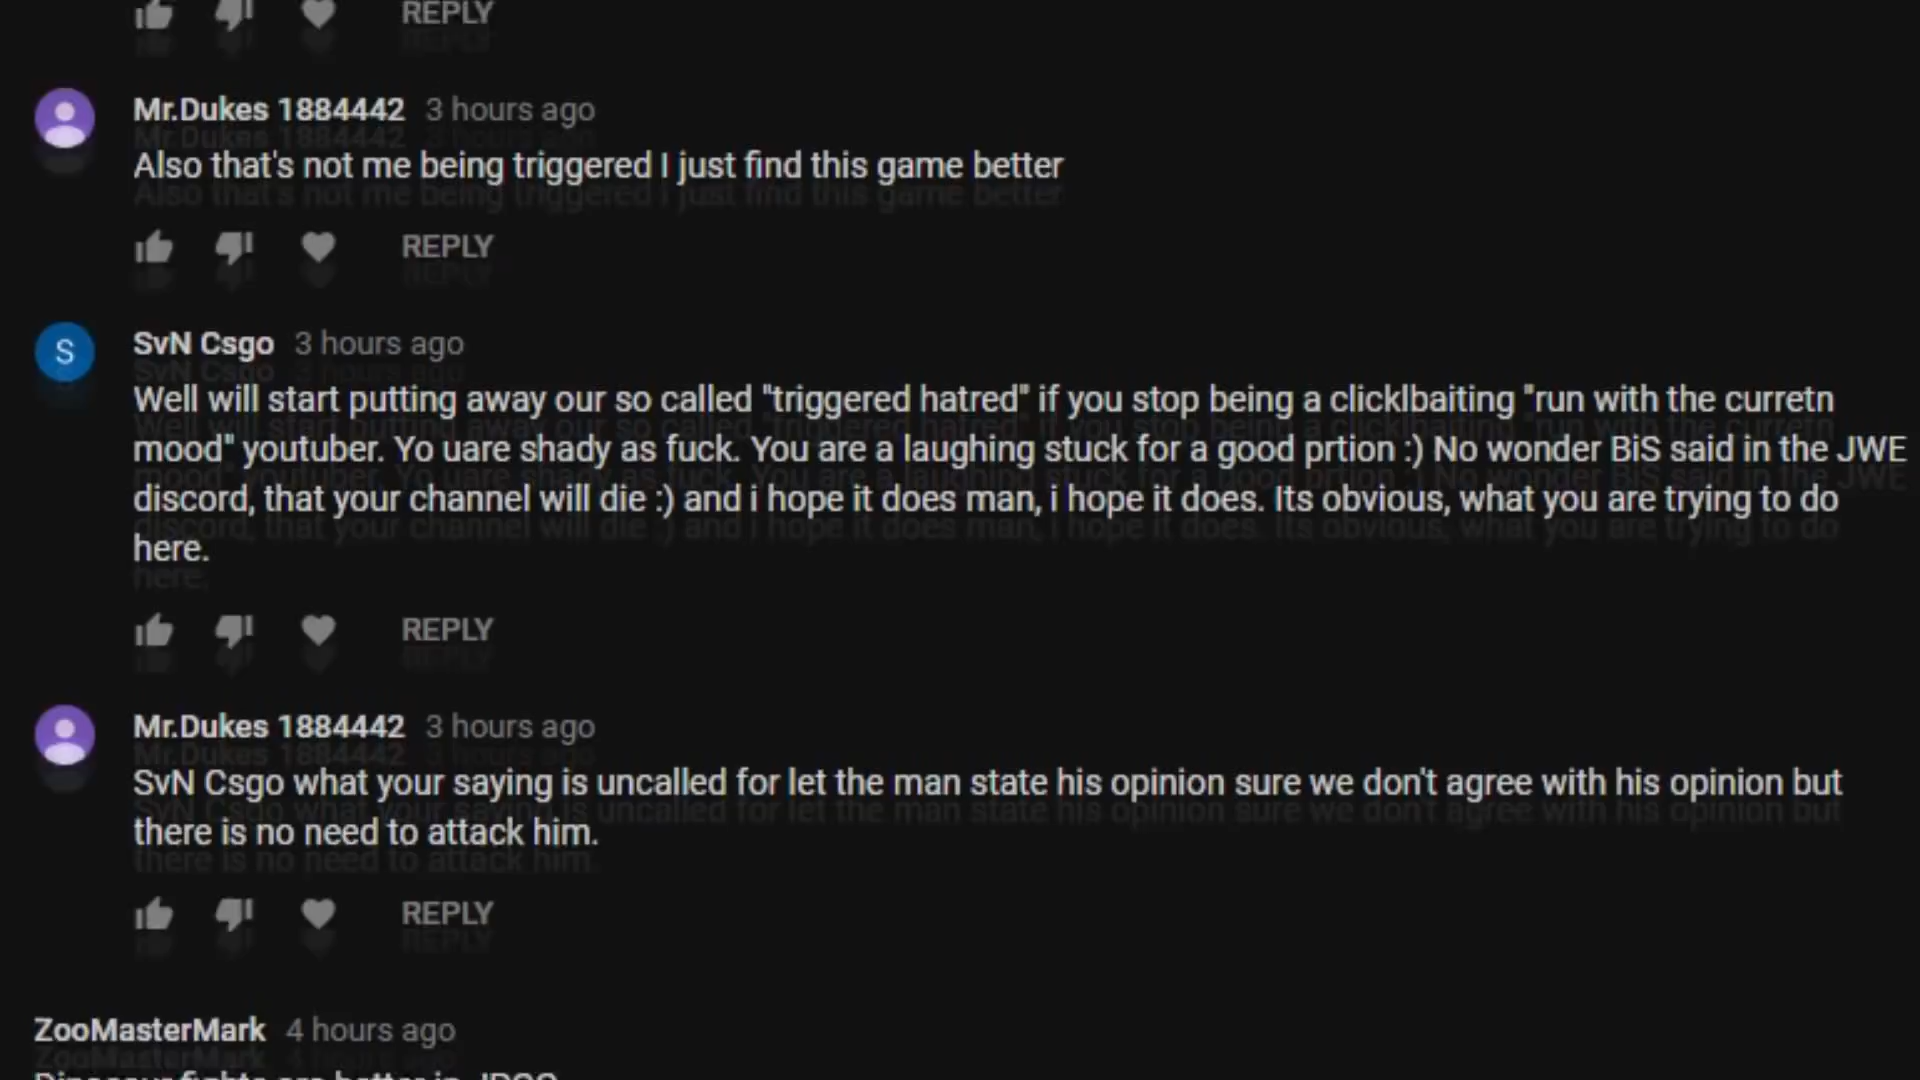 REPLY
Mr.Dukes 1884442 3 hours ago
Also that's not me being triggered I just find this game better
REPLY
S
SvN Csgo 3 hours ago
Well will start putting away our so called "triggered hatred" if you stop being a clicklbaiting "run with the curretn
mood" youtuber. Yo uare shady as fuck. You are a laughing stuck for a good prtion :) No wonder BiS said in the JWE
discord, that your channel will die :) and i hope it does man, i hope it does. Its obvious, what you are trying to do
here.
REPLY
Mr.Dukes 1884442 3 hours ago
SvN Csgo what your saying is uncalled for let the man state his opinion sure we don't agree with his opinion but
there is no need to attack him.
REPLY
ZooMasterMark 4 hours ago
Dinosaur fights are better in JPOG